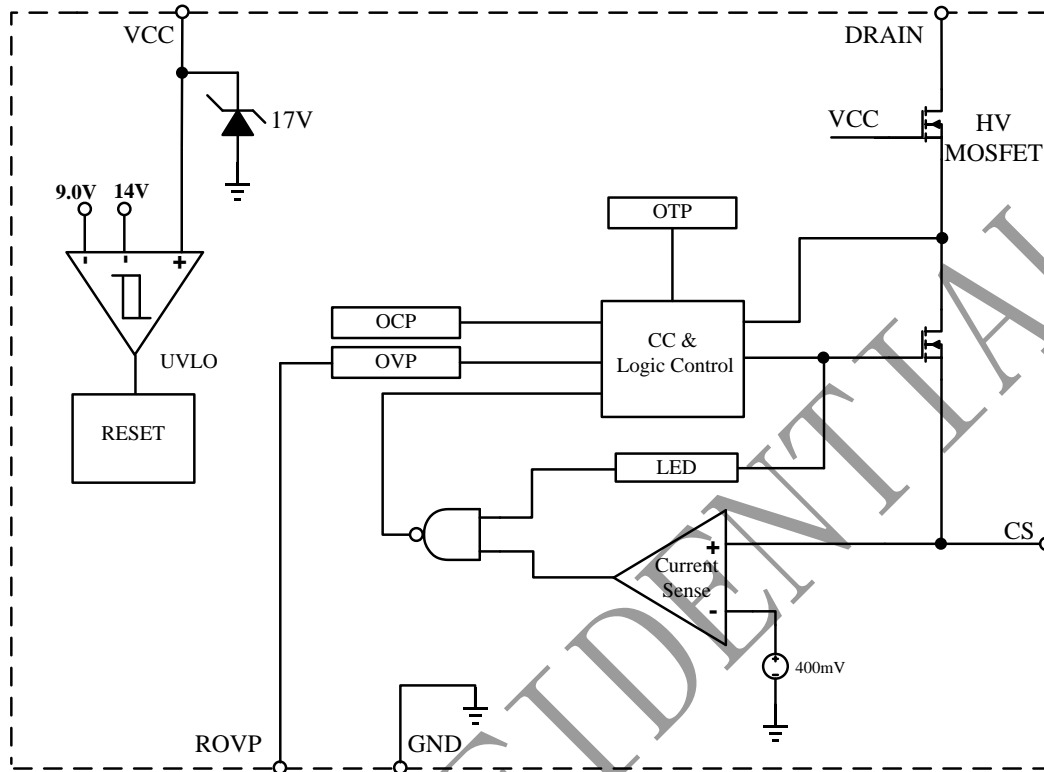 VCC
DRAIN
17V
VCC
HV
MOSFET
9.0V
14V
-
-
+
OTP
OCP
CC &
Logic Control
OVP
UVLO
RESET
LED
CS
+
Current
Sense
-
+
-
400mV
ROVP
GND
IDENTIAL